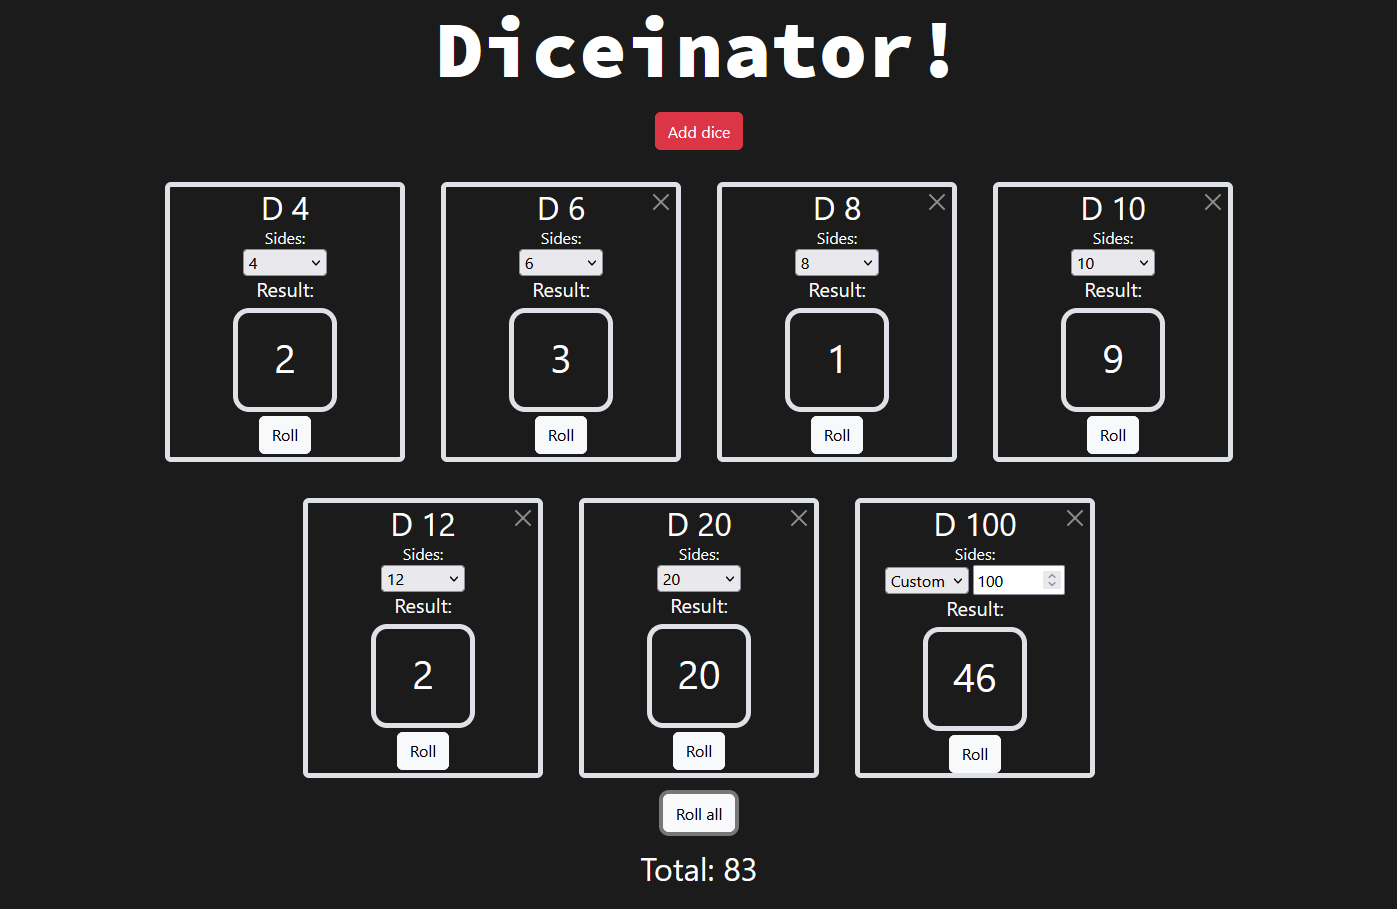 Diceinator!
Add dice
D 4
Sides:
4
Result:
2
Roll
D 6
Sides:
6
Result:
3
Roll
D 8
Sides:
8
Result:
1
Roll
D 10
Sides:
10
Result:
9
Roll
D 12
Sides:
12
Result:
2
Roll
D 20
Sides:
20
Result:
20
Roll
D 100
Sides:
Custom 100
Result:
46
Roll
Roll all
Total: 83